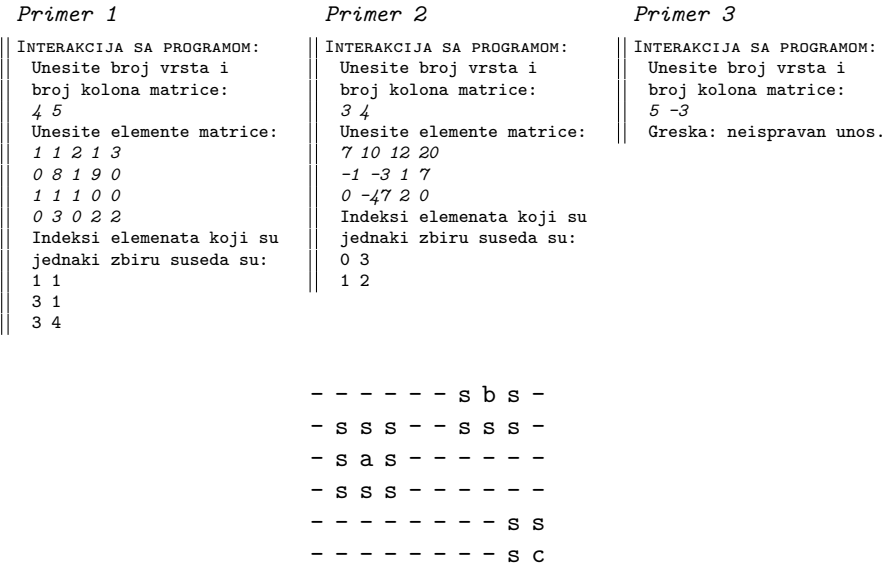 Primer 1
INTERAKCIJA SA PROGRAMOM:
Unesite broj vrsta i
broj kolona matrice:
4 5
Unesite elemente matrice:
1 1 2 1 3
0 8 1 9 0
1 1 1 0 0
0 3 0 2 2
Indeksi elemenata koji su
jednaki zbiru suseda su:
1 1
3 1
3 4
Primer 2
INTERAKCIJA SA PROGRAMOM:
Unesite broj vrsta i
broj kolona matrice:
3 4
Unesite elemente matrice:
7 10 12 20
-1 -3 1 7
0 -47 2 0
Indeksi elemenata koji su
jednaki zbiru suseda su:
0 3
1 2
Primer 3
INTERAKCIJA SA PROGRAMOM:
Unesite broj vrsta i
broj kolona matrice:
5 -3
Greska: neispravan unos.
- - - - - - s b s -
- s s s - - s s s -
- s a s - - - - - -
- s s s - - - - - -
- - - - - - - - s s
- - - - - - - - s c